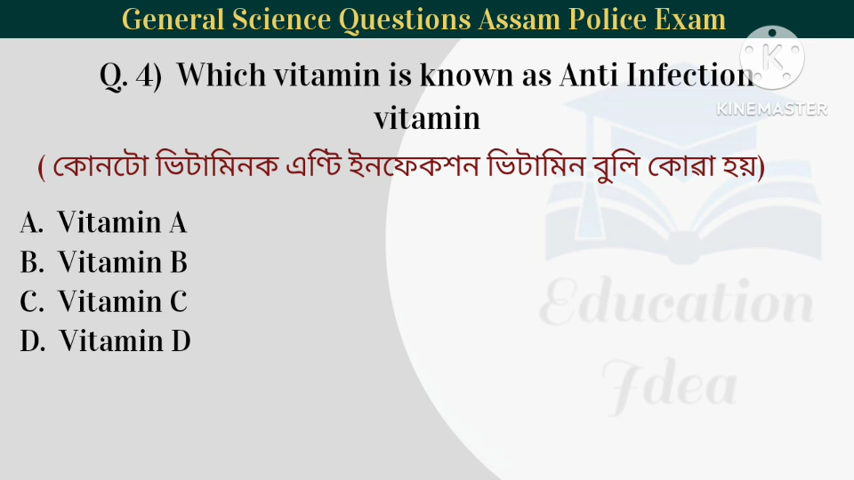 General Science Questions Assam Police Exam
Q. 4) Which vitamin is known as Anti Infection
KINEMASTER
vitamin
( কোনটো ভিটামিনক এণ্টি ইনফেকশন ভিটামিন বুলি কোৱা হয়)
A. Vitamin A
B. Vitamin B
C. Vitamin C
D. Vitamin D
Education
Idea